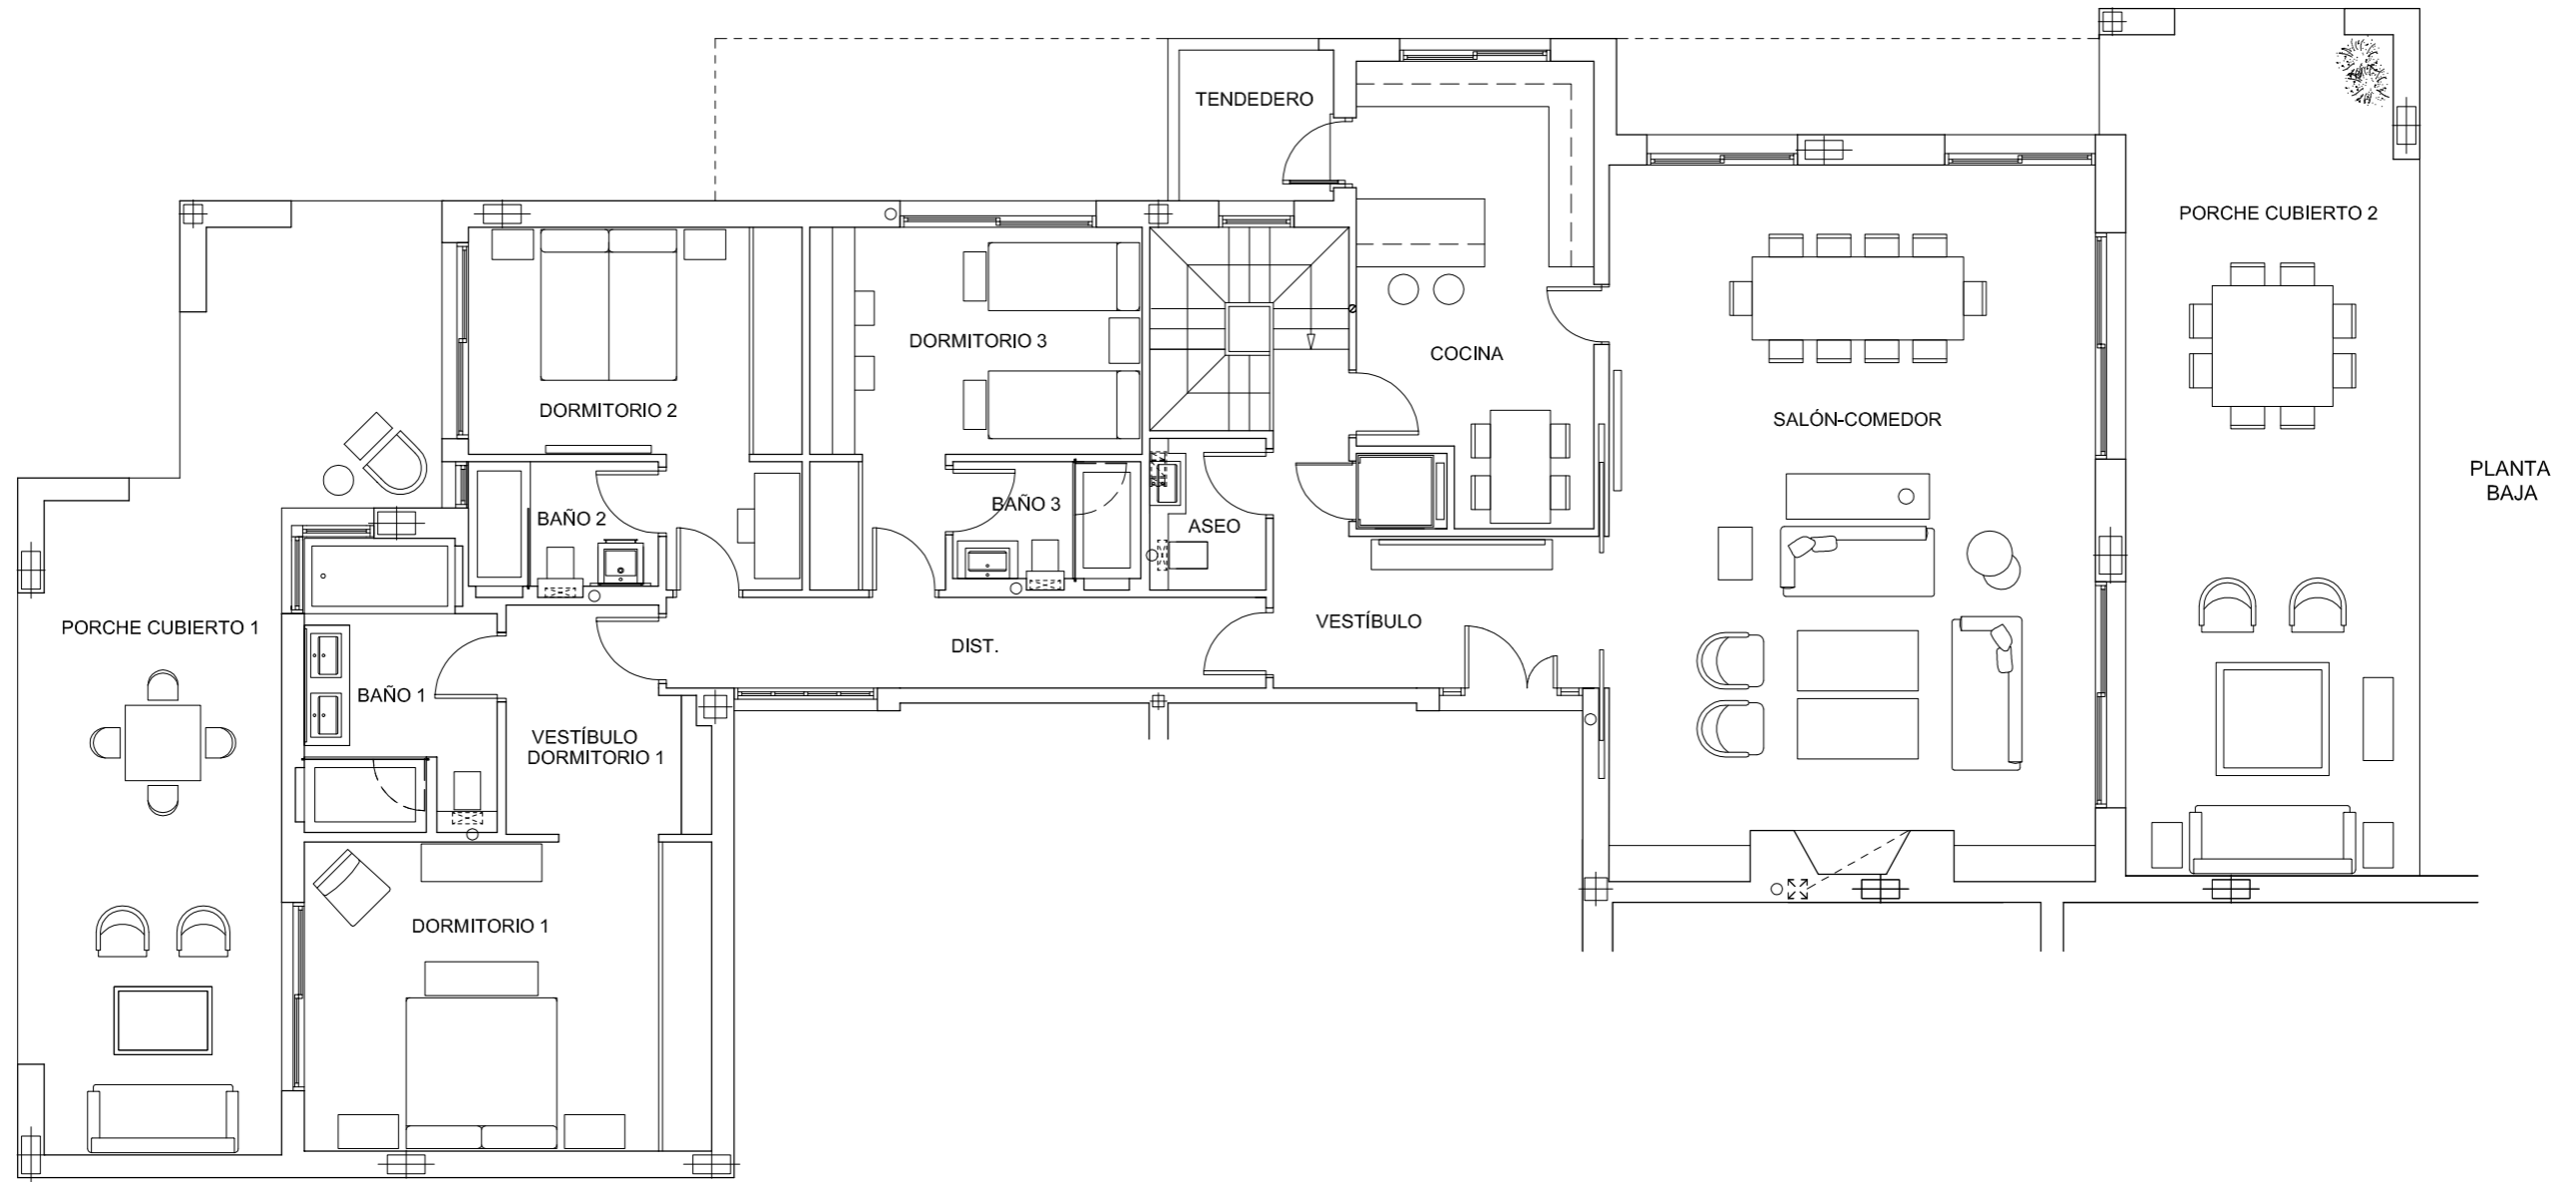 TENDEDERO
PORCHE CUBIERTO 2
DORMITORIO 3
COCINA
DORMITORIO 2
SALÓN-COMEDOR
PLANTA
BAJA
BAÑO 3
BAÑO 2
ASEO
PORCHE CUBIERTO 1
VESTÍBULO
DIST.
BAÑO 1
VESTÍBULO
DORMITORIO 1
DORMITORIO 1